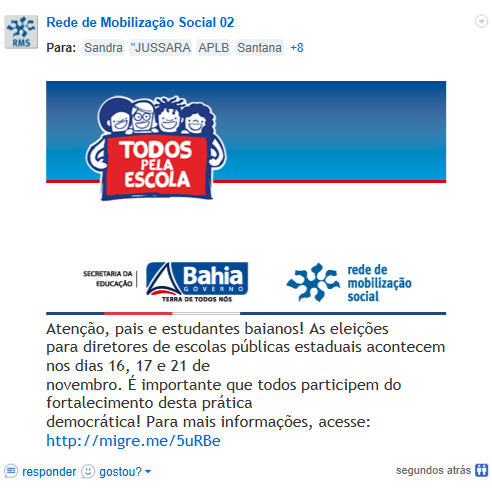 RMS
Rede de Mobilização Social 02
Para: Sandra "JUSSARA APLB Santana +8
TODOS
PELA
ESCOLA
SECRETARIA DA
EDUCAÇÃO
Bahia
GOVERNO
TERRA DE TODOS NÓS
rede de
mobilização
social
Atenção, pais e estudantes baianos! As eleições
para diretores de escolas públicas estaduais acontecem
nos dias 16, 17 e 21 de
novembro. É importante que todos participem do
fortalecimento desta prática
democrática! Para mais informações, acesse:
http://migre.me/5uRBe
responder gostou?
segundos atrás